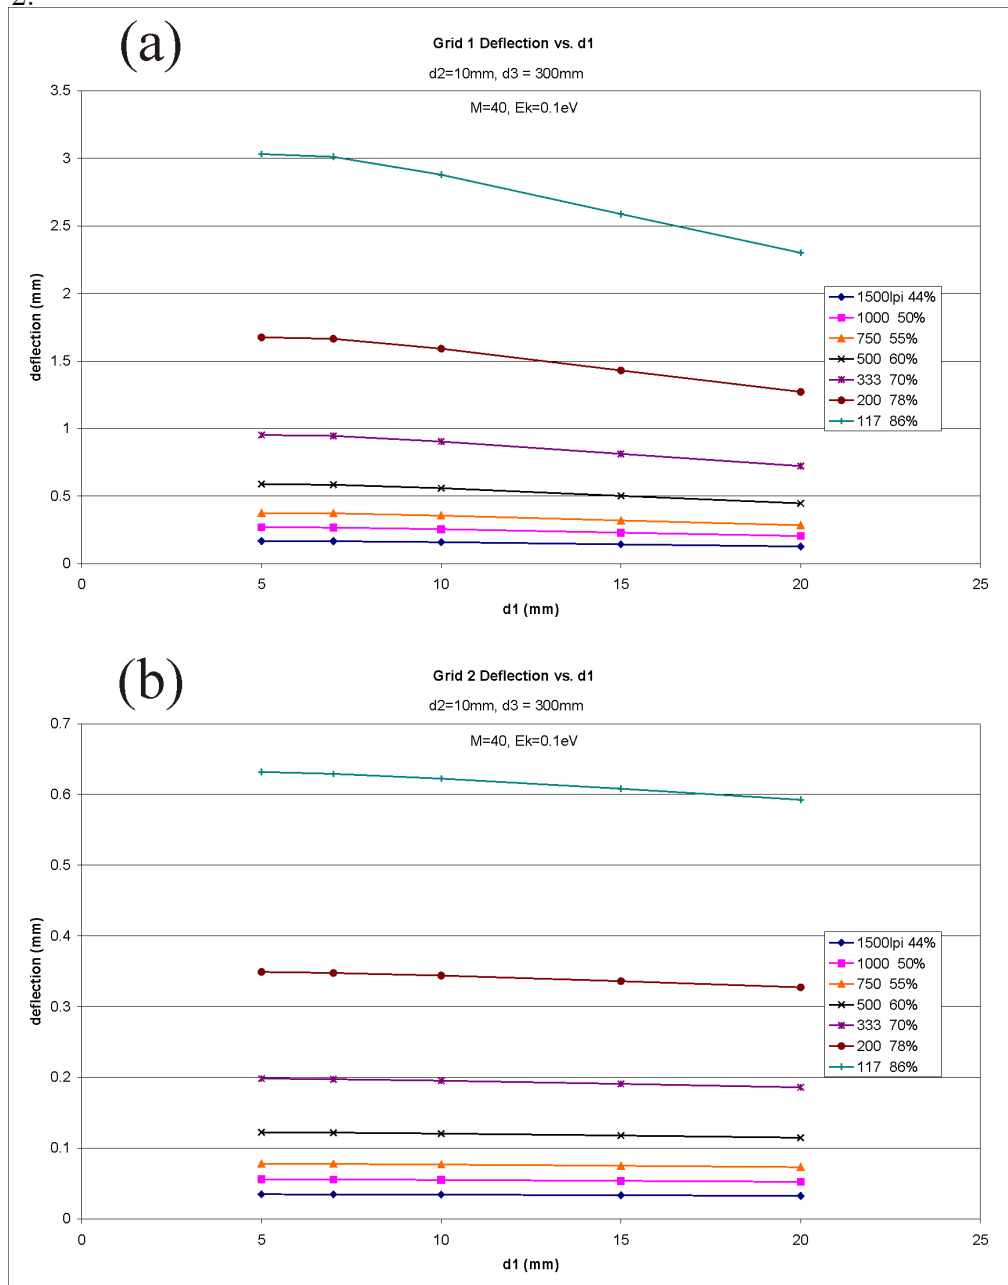 2.
(a)
Grid 1 Deflection vs. d1
d2=10mm, d3 = 300mm
M=40, Ek=0.1eV
3.5
3
2.5
2
1.5
1
0.5
0
deflection (mm)
0 5 10 15 20 25
d1 (mm)
1500lpi 44%
1000 50%
750 55%
500 60%
333 70%
200 78%
117 86%
(b)
Grid 2 Deflection vs. d1
d2=10mm, d3 = 300mm
M=40, Ek=0.1eV
0.7
0.6
0.5
0.4
0.3
0.2
0.1
0
deflection (mm)
0 5 10 15 20 25
d1 (mm)
1500lpi 44%
1000 50%
750 55%
500 60%
333 70%
200 78%
117 86%